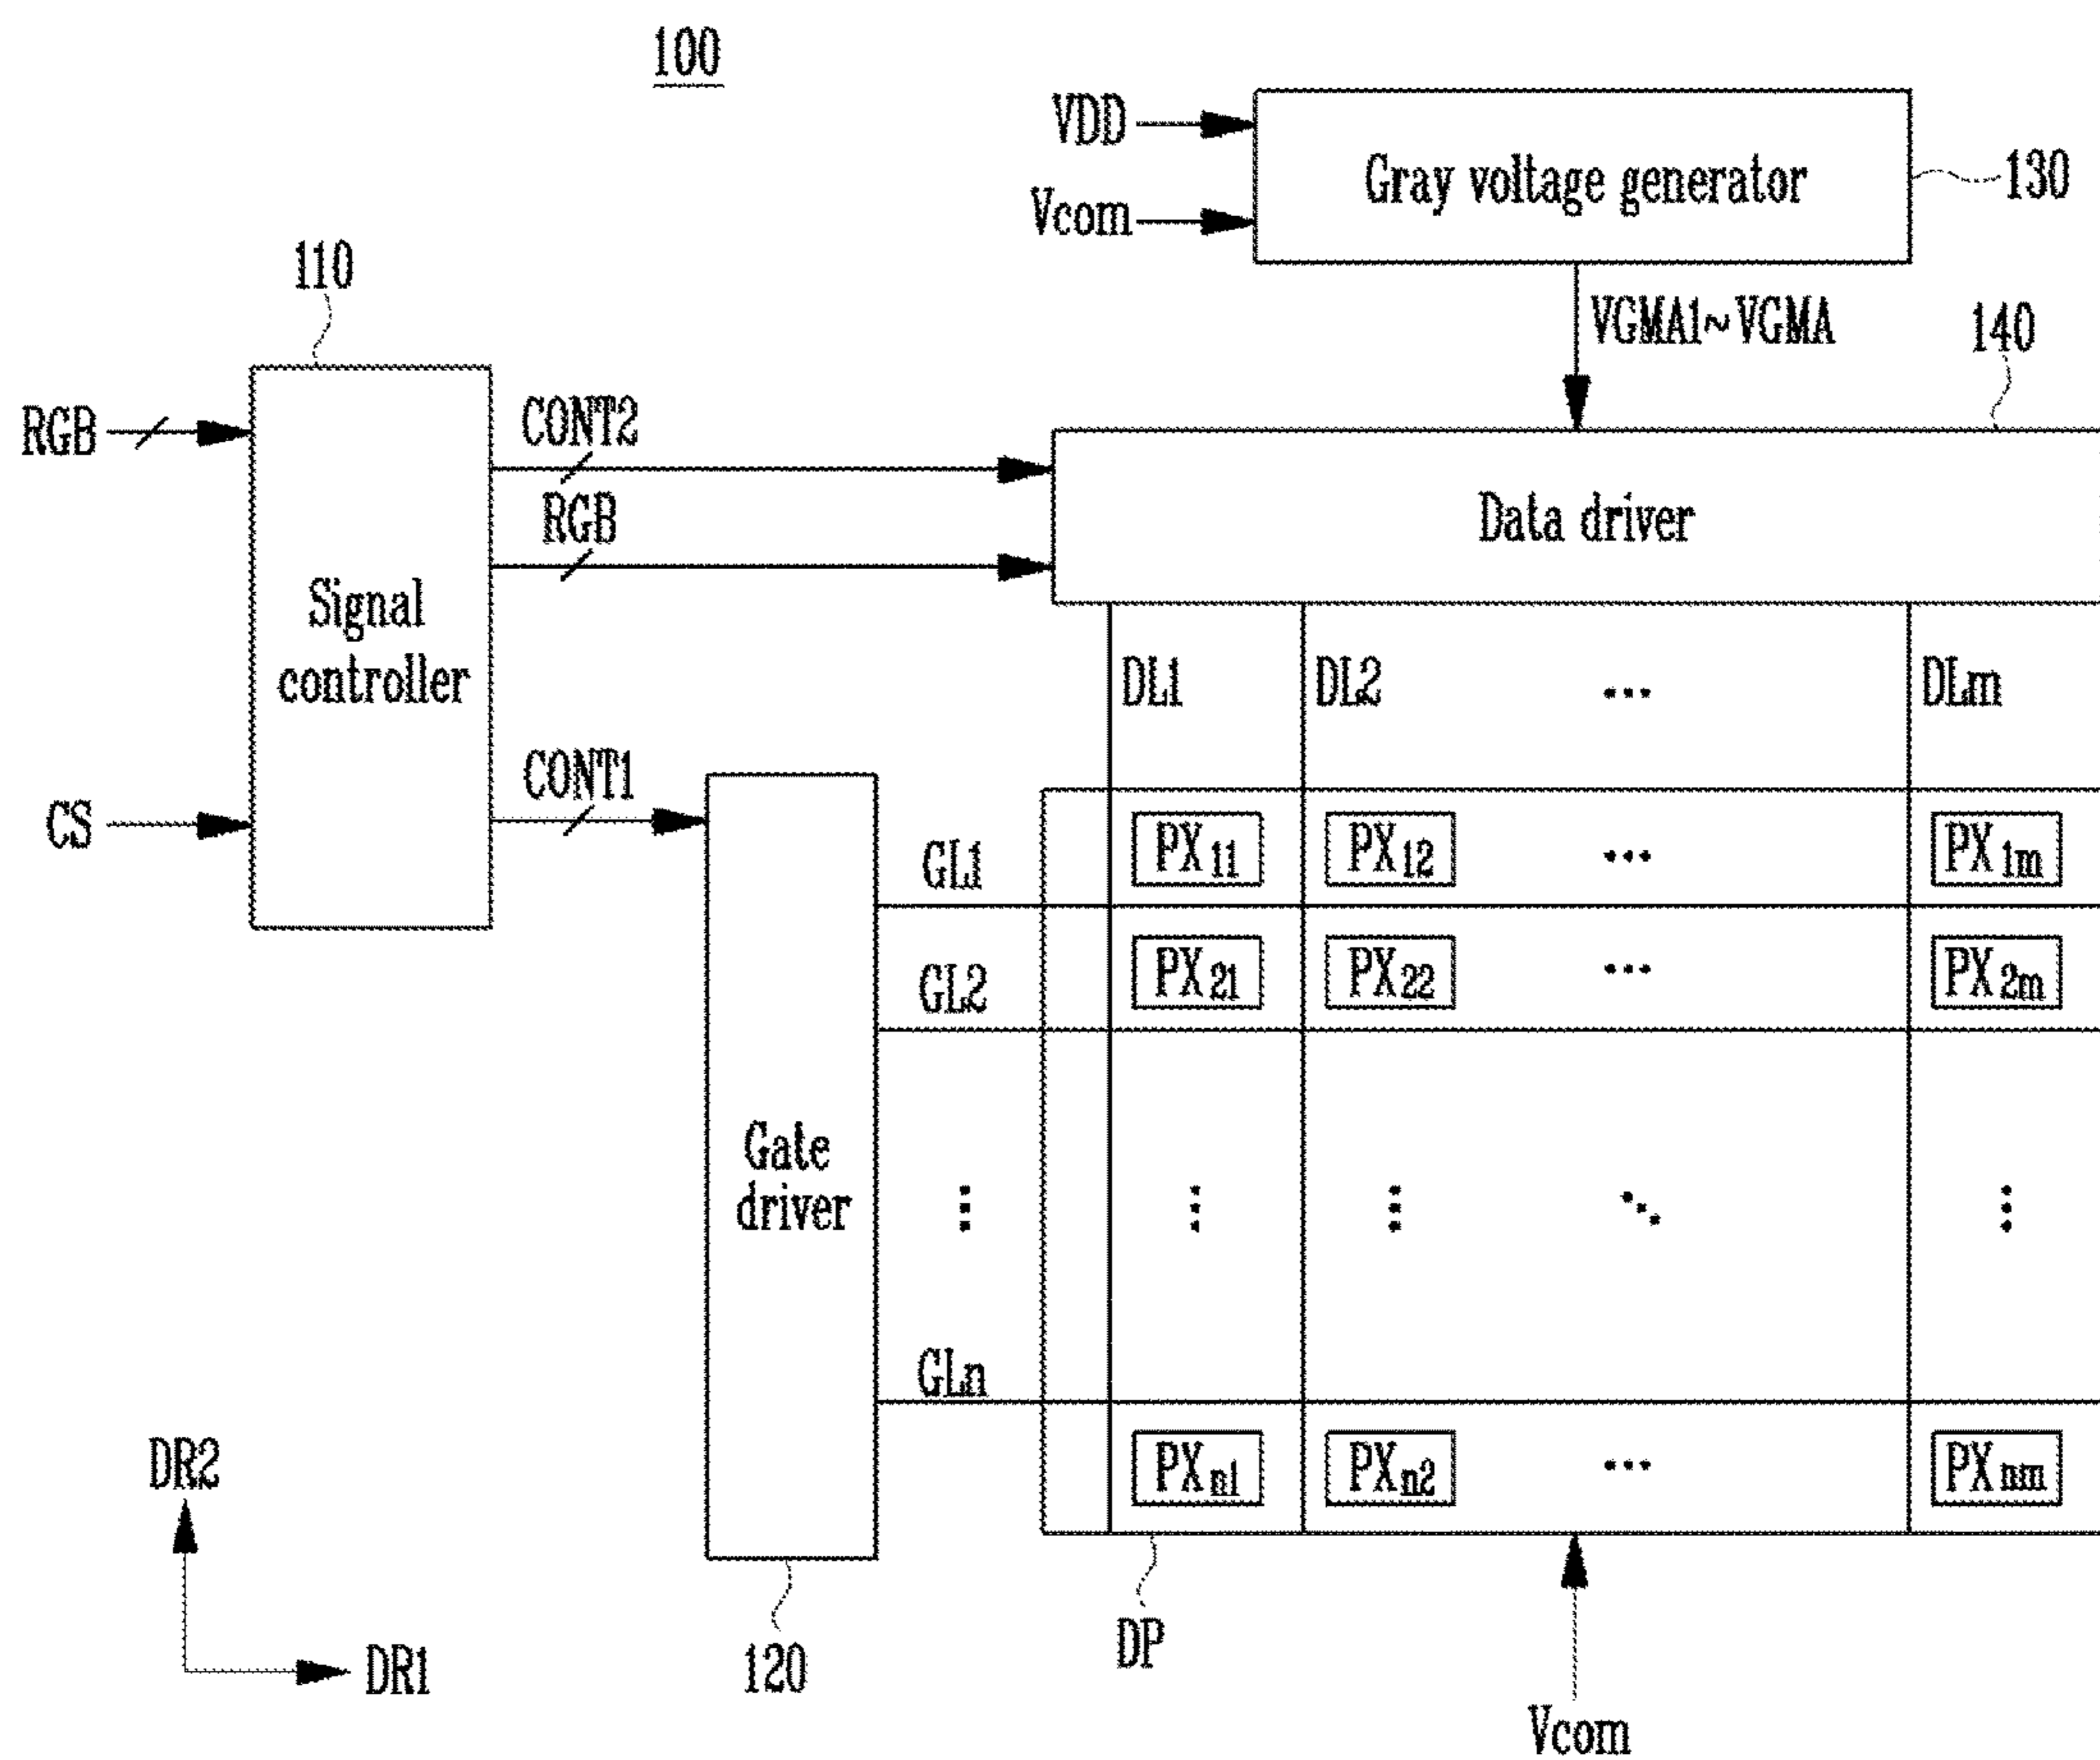 100
VDD
Gray voltage generator
130
Vcom
110
VGMA1~VGMA
140
RGB
CONT2
RGB
Data driver
Signal
controller
DL1 DL2 ... DLm
CONT1
CS
GL1
PX11 PX12 ... PX1m
GL2
PX21 PX22 ... PX2m
Gate
driver
GLn
PXn1 PXn2 ... PXnm
DR2
DR1
120
DP
Vcom